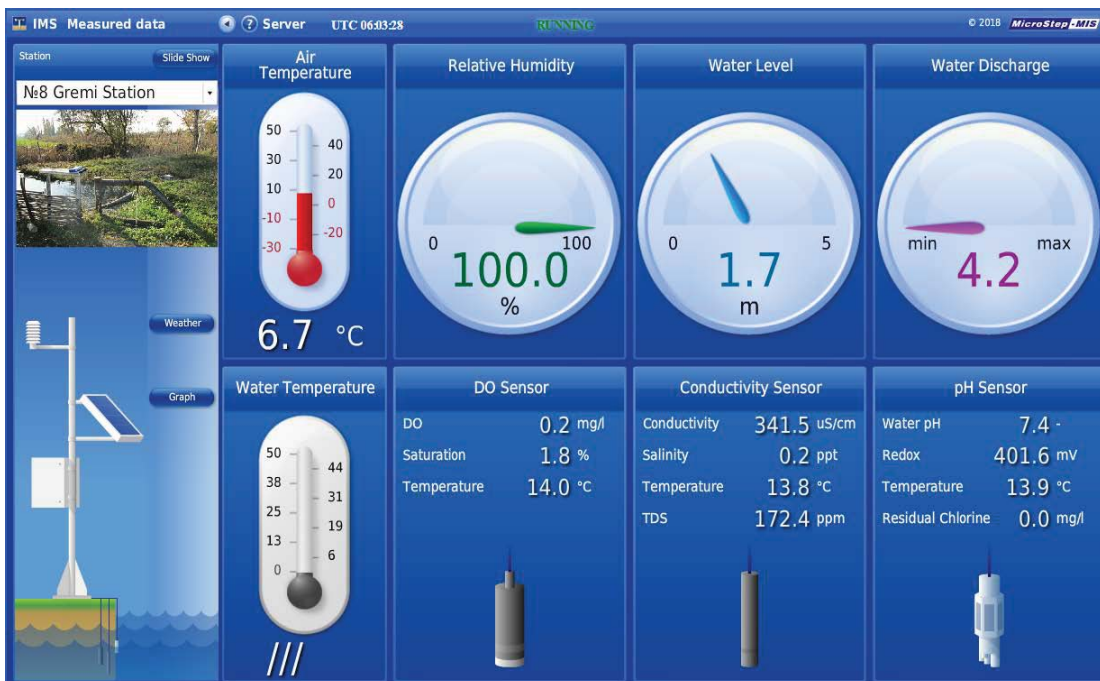 IMS Measured data
Server
UTC 06:03:28
RUNNING
© 2018 MicroStep-MIS
Station
Slide Show
№8 Gremi Station
Weather
Graph
Air
Temperature
50
40
30
20
10
0
-10
-20
-30
6.7 °C
Relative Humidity
0
100
100.0
%
Water Level
0
5
1.7
m
Water Discharge
min
max
4.2
Water Temperature
50
44
38
31
25
19
13
6
0
///
DO Sensor
DO 0.2 mg/l
Saturation 1.8 %
Temperature 14.0 °C
Conductivity Sensor
Conductivity 341.5 uS/cm
Salinity 0.2 ppt
Temperature 13.8 °C
TDS 172.4 ppm
pH Sensor
Water pH 7.4 -
Redox 401.6 mV
Temperature 13.9 °C
Residual Chlorine 0.0 mg/l